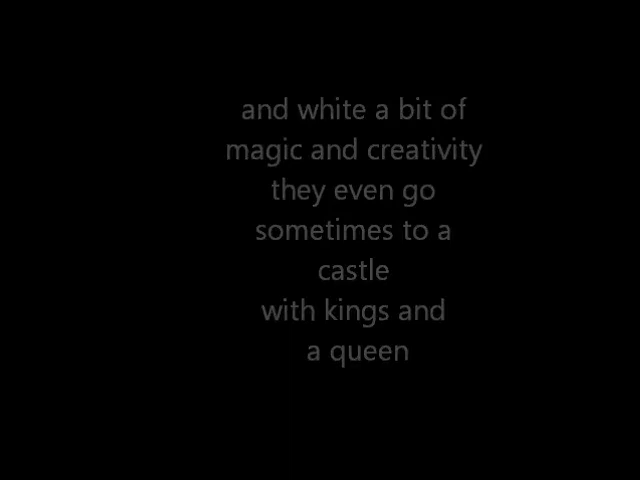 and white a bit of
magic and creativity
they even go
sometimes to a
castle
with kings and
a queen